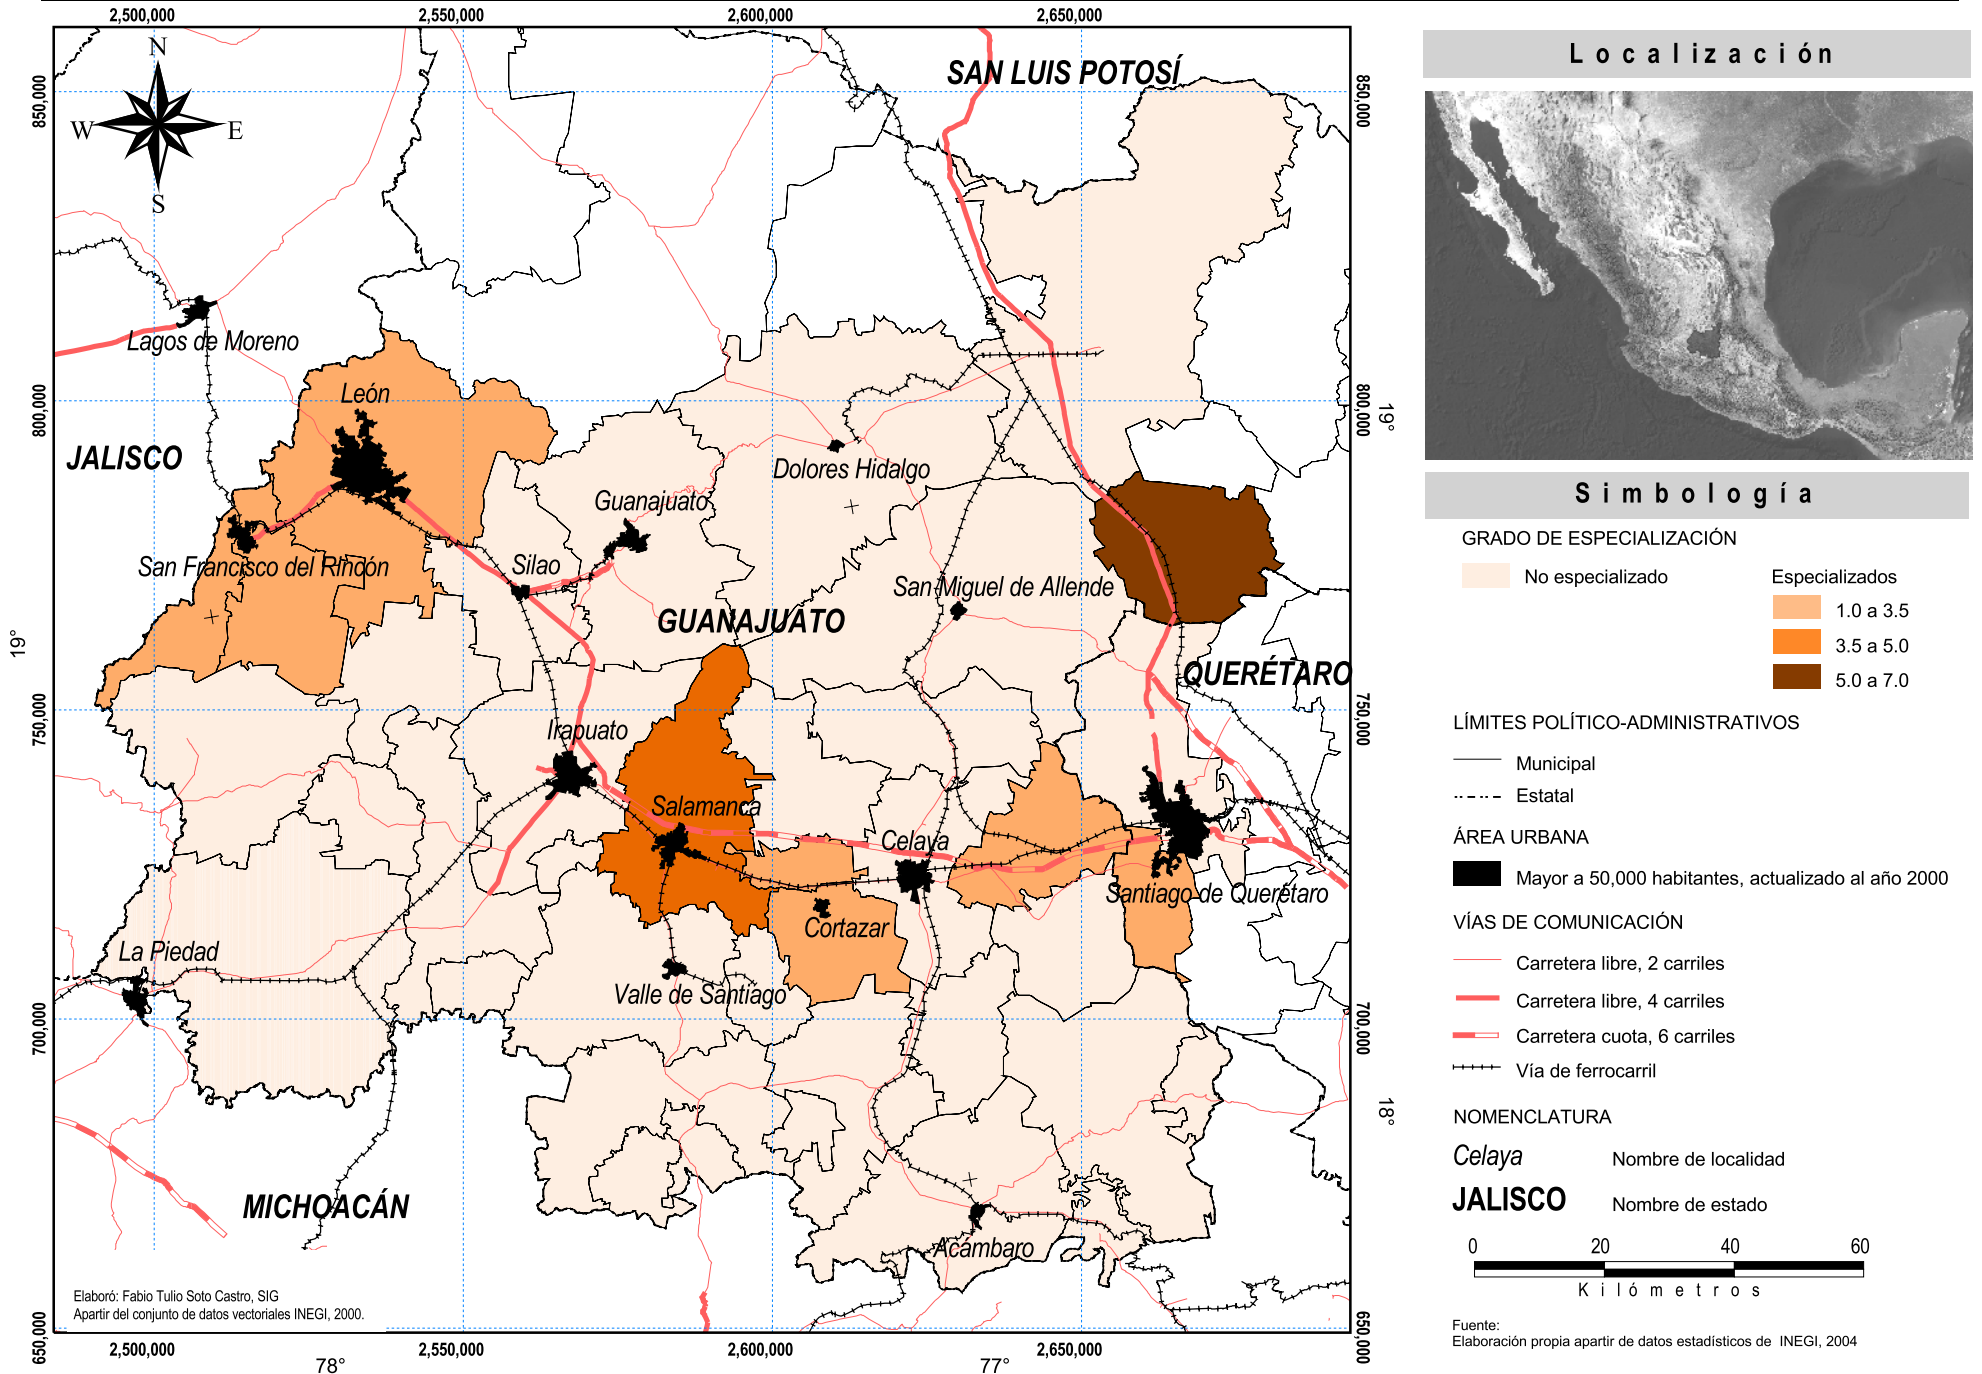 2,500,000
2,550,000
2,600,000
2,650,000
850,000
800,000
750,000
700,000
650,000
19°
N
W
E
S
SAN LUIS POTOSÍ
Lagos de Moreno
León
JALISCO
Dolores Hidalgo
Guanajuato
San Francisco del Rincón
Silao
San Miguel de Allende
GUANAJUATO
QUERÉTARO
Irapuato
Salamanca
Celaya
Santiago de Querétaro
Cortazar
La Piedad
Valle de Santiago
MICHOACÁN
Acámbaro
Elaboró: Fabio Tulio Soto Castro, SIG
Apartir del conjunto de datos vectoriales INEGI, 2000.
850,000
800,000
19°
750,000
700,000
18°
650,000
2,500,000
2,550,000
2,600,000
2,650,000
78°
77°
Localización
Simbología
GRADO DE ESPECIALIZACIÓN
No especializado
Especializados
1.0 a 3.5
3.5 a 5.0
5.0 a 7.0
LÍMITES POLÍTICO-ADMINISTRATIVOS
Municipal
Estatal
ÁREA URBANA
Mayor a 50,000 habitantes, actualizado al año 2000
VÍAS DE COMUNICACIÓN
Carretera libre, 2 carriles
Carretera libre, 4 carriles
Carretera cuota, 6 carriles
Vía de ferrocarril
NOMENCLATURA
Celaya Nombre de localidad
JALISCO Nombre de estado
0 20 40 60
Kilómetros
Fuente:
Elaboración propia apartir de datos estadísticos de INEGI, 2004